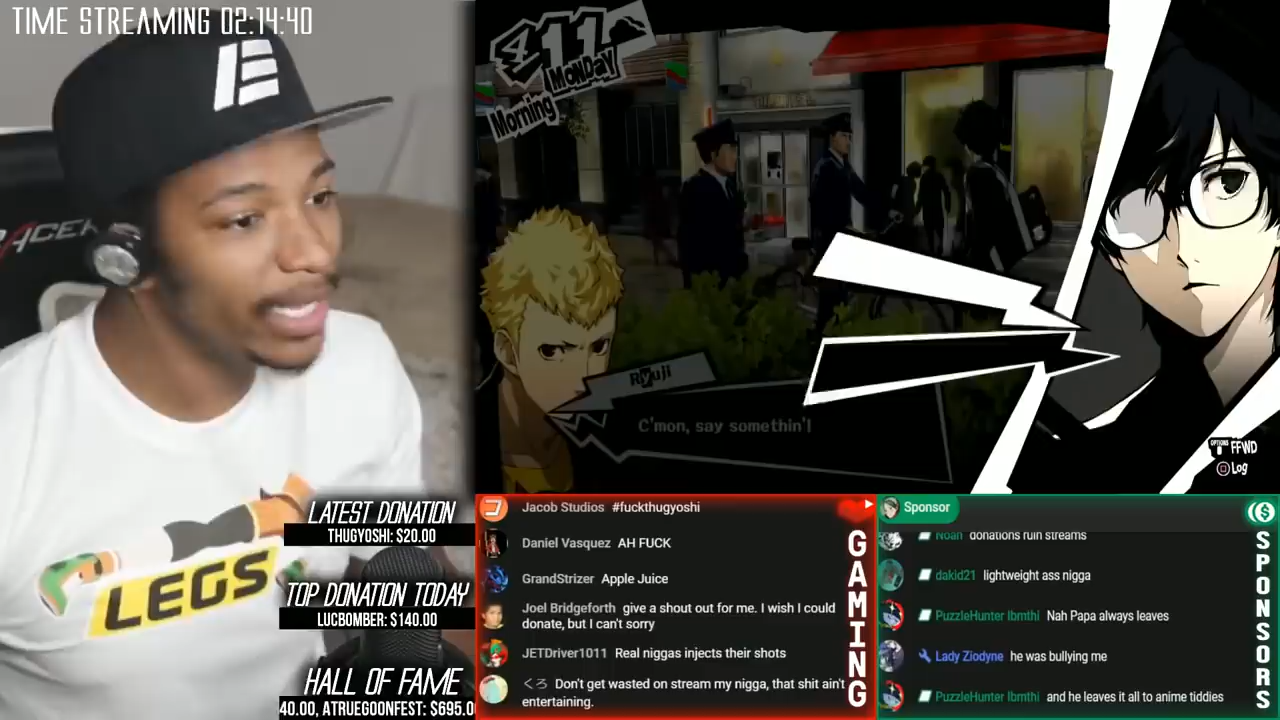 TIME STREAMING 02:14:40
E
ACER
LEGS
LATEST DONATION
THUGYOSHI: $20.00
TOP DONATION TODAY
LUCBOMBER: $140.00
HALL OF FAME
40.00, ATRUEGOONFEST: $695.0
4 11
MONDAY
Morning
Ryuji
C'mon, say somethin'!
OPTIONS FFWD
Log
Jacob Studios #fuckthugyoshi
Daniel Vasquez AH FUCK
GrandStrizer Apple Juice
Joel Bridgeforth give a shout out for me. I wish I could
donate, but I can't sorry
JETDriver1011 Real niggas injects their shots
くろ Don't get wasted on stream my nigga, that shit ain't
entertaining.
GAMING
Sponsor
Noah donations ruin streams
dakid21 lightweight ass nigga
PuzzleHunter lbmthi Nah Papa always leaves
Lady Ziodyne he was bullying me
PuzzleHunter lbmthi and he leaves it all to anime tiddies
SPONSORS